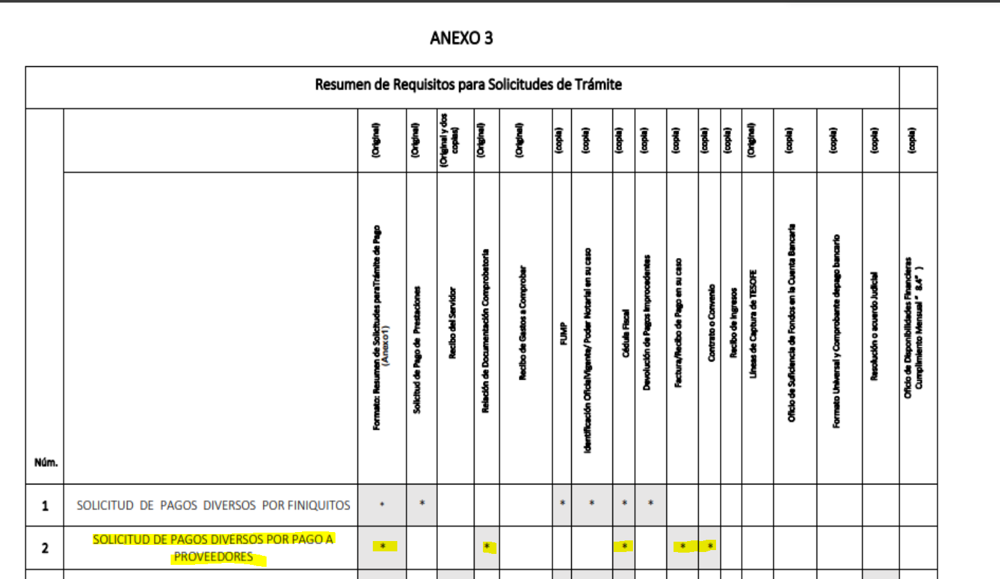 ANEXO 3
Resumen de Requisitos para Solicitudes de Trámite
(Original)
(Original)
(Original y dos
copias)
(Original)
(Original)
(copia)
(copia)
(copia)
(copia)
(copia)
(copia)
(copia)
(Original)
(copia)
(copia)
(copia)
(copia)
Núm.
Formato: Resumen de Solicitudes para Trámite de Pago
(Anexo1)
Solicitud de Pago de Prestaciones
Recibo del Servidor
Relación de Documentación Comprobatoria
Recibo de Gastos a Comprobar
FUMP
Identificación Oficial Vigente/ Poder Notarial en su caso
Cédula Fiscal
Devolución de Pagos Improcedentes
Factura/Recibo de Pago en su caso
Contrato o Convenio
Recibo de Ingresos
Líneas de Captura de TESOFE
Oficio de Suficiencia de Fondos en la Cuenta Bancaria
Formato Universal y Comprobante depago bancario
Resolución o acuerdo Judicial
Oficio de Disponibilidades Financieras
Cumplimiento Mensual " 8.4" )
1 SOLICITUD DE PAGOS DIVERSOS POR FINIQUITOS * * * * * *
2 SOLICITUD DE PAGOS DIVERSOS POR PAGO A
PROVEEDORES * * * * *